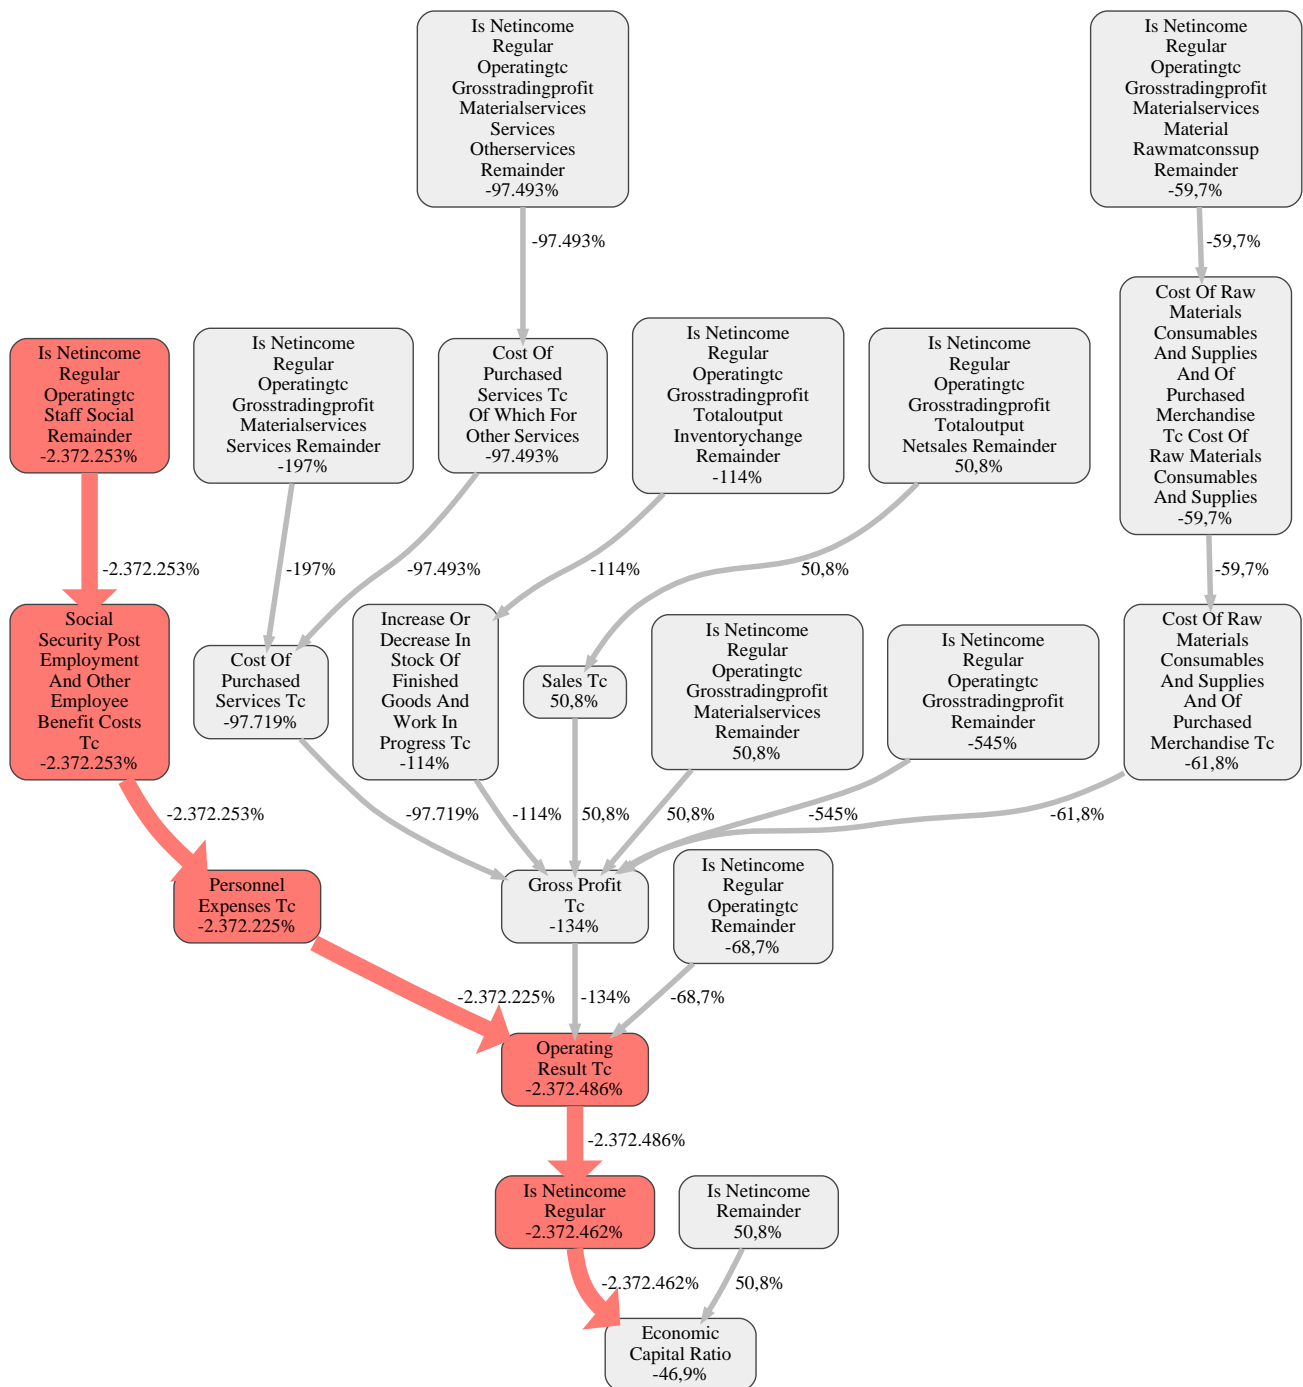 Is Netincome
Regular
Operatingtc
Grosstradingprofit
Materialservices
Services
Otherservices
Remainder
-97.493%
Is Netincome
Regular
Operatingtc
Grosstradingprofit
Materialservices
Material
Rawmatconssup
Remainder
-59,7%
-97.493%
-59,7%
Is Netincome
Regular
Operatingtc
Staff Social
Remainder
-2.372.253%
Is Netincome
Regular
Operatingtc
Grosstradingprofit
Materialservices
Services Remainder
-197%
Cost Of
Purchased
Services Tc
Of Which For
Other Services
-97.493%
Is Netincome
Regular
Operatingtc
Grosstradingprofit
Totaloutput
Inventorychange
Remainder
-114%
Is Netincome
Regular
Operatingtc
Grosstradingprofit
Totaloutput
Netsales Remainder
50,8%
Cost Of Raw
Materials
Consumables
And Supplies
And Of
Purchased
Merchandise
Tc Cost Of
Raw Materials
Consumables
And Supplies
-59,7%
-2.372.253%
-197%
-97.493%
-114%
50,8%
-59,7%
Social
Security Post
Employment
And Other
Employee
Benefit Costs
Tc
-2.372.253%
Cost Of
Purchased
Services Tc
-97.719%
Increase Or
Decrease In
Stock Of
Finished
Goods And
Work In
Progress Tc
-114%
Sales Tc
50,8%
Is Netincome
Regular
Operatingtc
Grosstradingprofit
Materialservices
Remainder
50,8%
Is Netincome
Regular
Operatingtc
Grosstradingprofit
Remainder
-545%
Cost Of Raw
Materials
Consumables
And Supplies
And Of
Purchased
Merchandise Tc
-61,8%
-2.372.253%
-97.719%
-114%
50,8%
50,8%
-545%
-61,8%
Personnel
Expenses Tc
-2.372.225%
Gross Profit
Tc
-134%
Is Netincome
Regular
Operatingtc
Remainder
-68,7%
-2.372.225%
-134%
-68,7%
Operating
Result Tc
-2.372.486%
-2.372.486%
Is Netincome
Regular
-2.372.462%
Is Netincome
Remainder
50,8%
-2.372.462%
50,8%
Economic
Capital Ratio
-46,9%